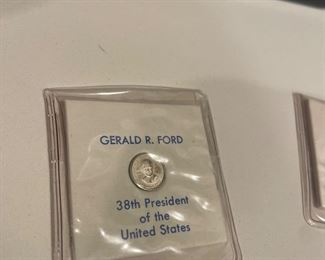 GERALD R. FORD
38th President
of the
United States